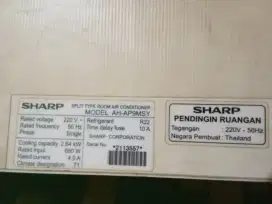 SHARP SPLIT TYPE ROOM AIR CONDITIONER
MODEL AH-AP9MSY
Rated voltage 220 V ~
Rated frequency 50 Hz
Phase Single
Cooling capacity 2.64 kW
Rated input 680 W
Rated current
Climate designation T1
Refrigerant R22
Time delay fuse 10 A
SHARP CORPORATION
Serial No.
*2113557*
SHARP
PENDINGIN RUANGAN
Tegangan : 220V - 50Hz
Negara Pembuat : Thailand